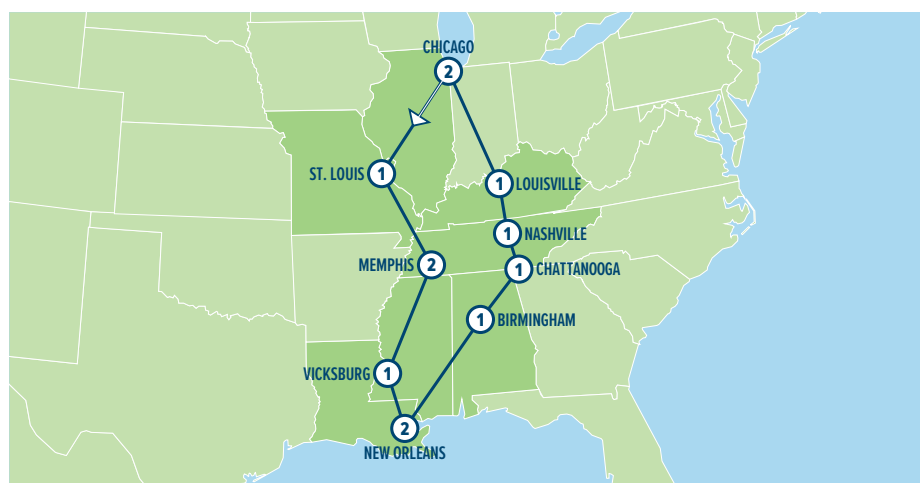 CHICAGO
2
ST. LOUIS 1
1 LOUISVILLE
1 NASHVILLE
MEMPHIS 2
1 CHATTANOOGA
1 BIRMINGHAM
VICKSBURG 1
2
NEW ORLEANS